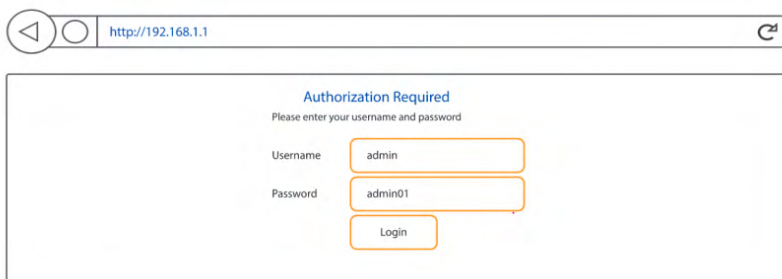 http://192.168.1.1
Authorization Required
Please enter your username and password
Username admin
Password admin01
Login